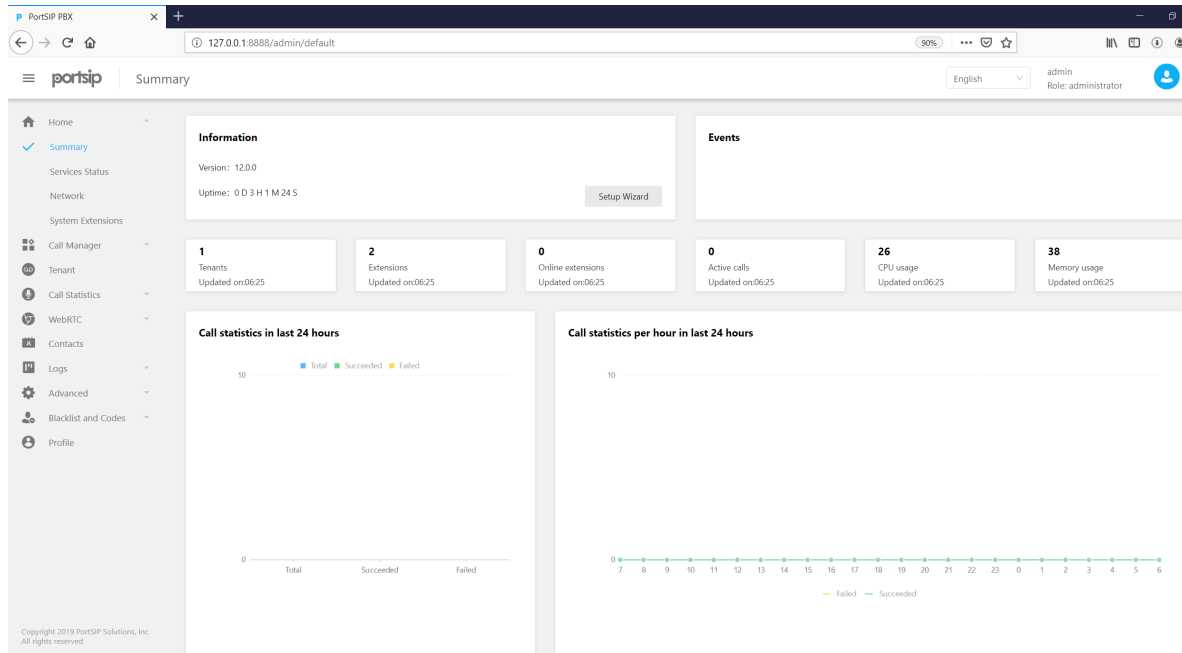 PortSIP PBX
127.0.0.1:8888/admin/default
90%
portsip
Summary
English
admin
Role: administrator
Home
Summary
Services Status
Network
System Extensions
Call Manager
Tenant
Call Statistics
WebRTC
Contacts
Logs
Advanced
Blacklist and Codes
Profile
Copyright 2019 PortSIP Solutions, Inc
All rights reserved
Information
Version: 12.0.0
Uptime: 0 D 3 H 1 M 24 S
Setup Wizard
Events
1
Tenants
Updated on:06:25
2
Extensions
Updated on:06:25
0
Online extensions
Updated on:06:25
0
Active calls
Updated on:06:25
26
CPU usage
Updated on:06:25
38
Memory usage
Updated on:06:25
Call statistics in last 24 hours
Total Succeeded Failed
10
0
Total Succeeded Failed
Call statistics per hour in last 24 hours
10
0
7 8 9 10 11 12 13 14 15 16 17 18 19 20 21 22 23 0 1 2 3 4 5 6
Failed Succeeded